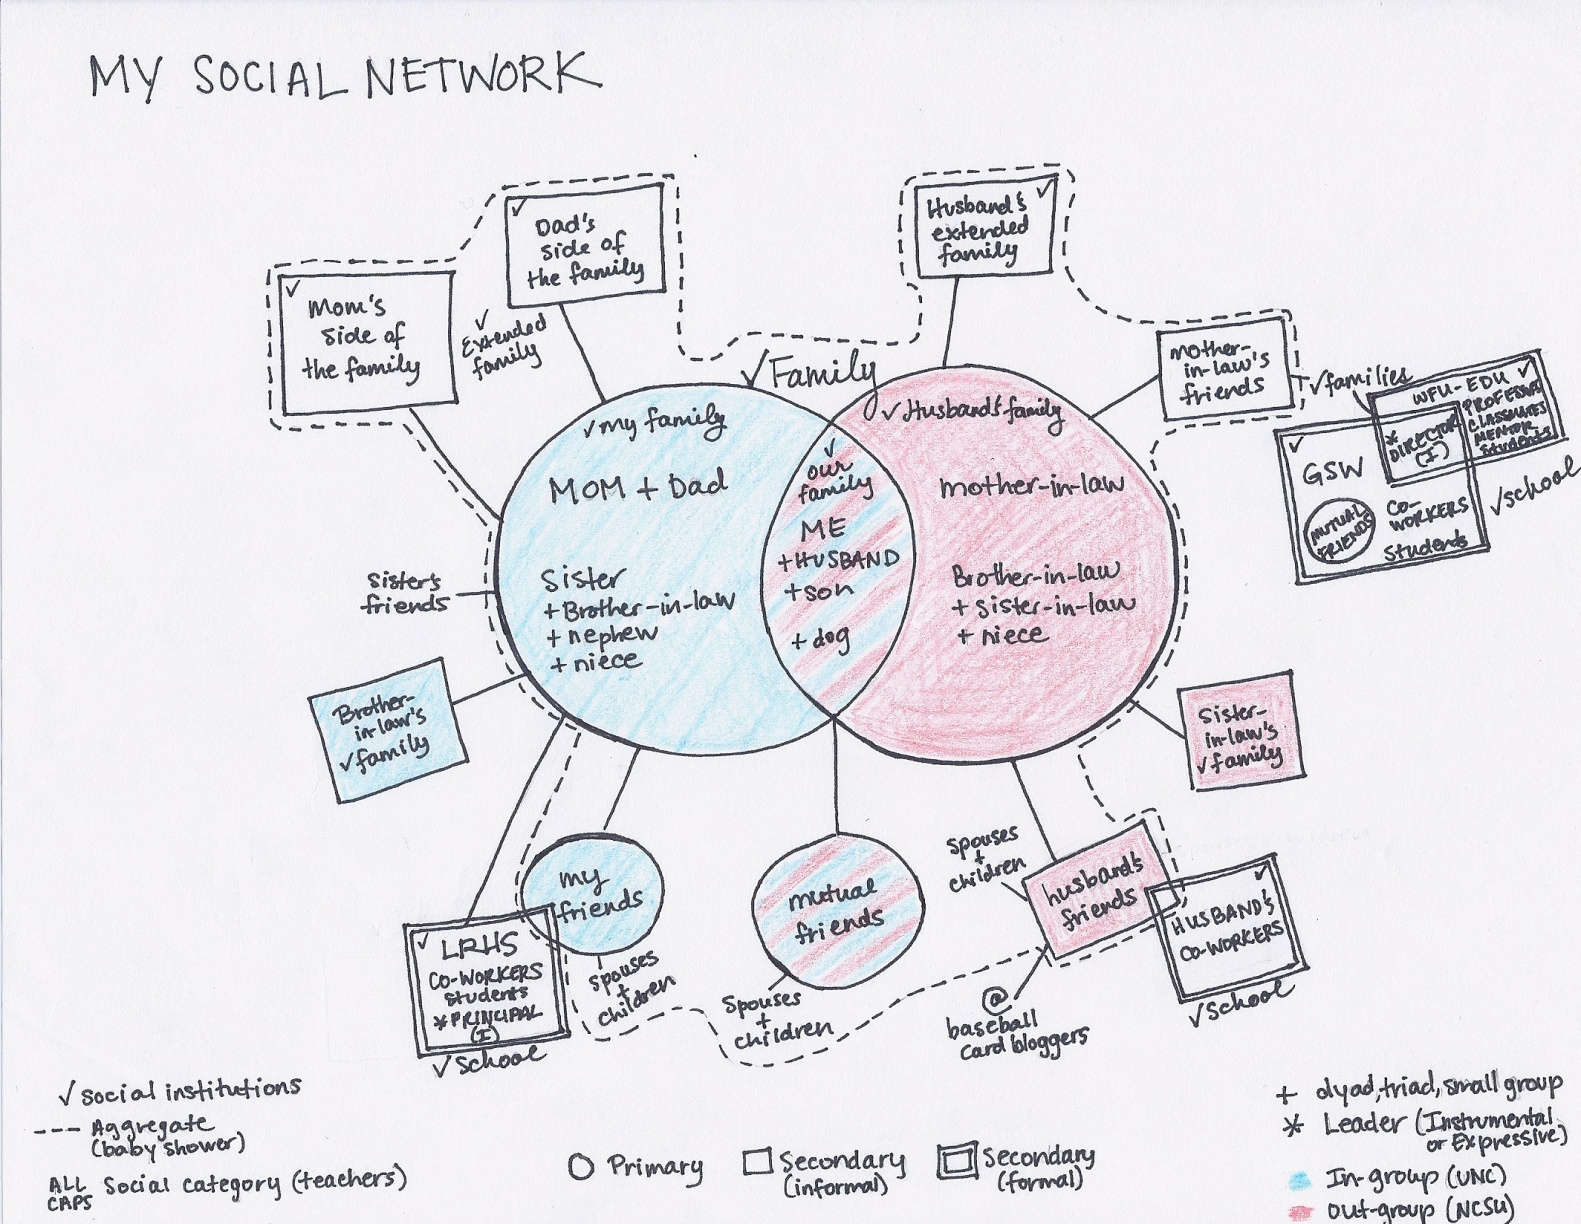 MY SOCIAL NETWORK
✓
Dad's
side of
the family
✓
Husband's
extended
family
✓
Mom's
side of
the family
✓
Extended
family
mother-
in-law's
friends
✓ families
✓ Family
WFU-EDU ✓
PROFESSOR
CLASSMATES
MENTOR
Students
*
DIRECTOR
(I)
✓
GSW
MUTUAL
FRIENDS
CO-
WORKERS
Students
✓ school
✓ my family
MOM + Dad
Sister
+ Brother-in-law
+ nephew
+ niece
✓
our
family
ME
+ HUSBAND
+ son
+ dog
✓ Husband's family
mother-in-law
Brother-in-law
+ sister-in-law
+ niece
Sister's
friends
Brother-
in-law's
✓ family
Sister-
in-law's
✓ family
my
friends
spouses
+
children
mutual
friends
Spouses
+
children
spouses
+
children
husband's
friends
@
baseball
card bloggers
✓
HUSBAND'S
CO-WORKERS
✓ school
✓
LRHS
CO-WORKERS
students
* PRINCIPAL
(I)
✓ school
✓ social institutions
--- Aggregate
(baby shower)
ALL
CAPS Social category (teachers)
Primary
Secondary
(informal)
Secondary
(formal)
+ dyad, triad, small group
* Leader (Instrumental
or Expressive)
In-group (UNC)
out-group (NCSU)